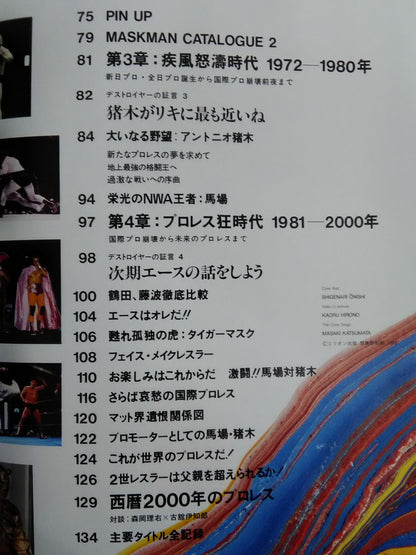 75 PIN UP
79 MASKMAN CATALOGUE 2
81 第3章：疾風怒濤時代 1972―1980年
新日プロ・全日プロ誕生から国際プロ崩壊前夜まで
82 デストロイヤーの証言 3
猪木がリキに最も近いね
84 大いなる野望：アントニオ猪木
新たなプロレスの夢を求めて
地上最強の格闘王へ
過激な戦いへの序曲
94 栄光のNWA王者：馬場
97 第4章：プロレス狂時代 1981―2000年
国際プロ崩壊から未来のプロレスまで
98 デストロイヤーの証言 4
次期エースの話をしよう
100 鶴田、藤波徹底比較
104 エースはオレだ!!
106 甦れ孤独の虎：タイガーマスク
108 フェイス・メイクレスラー
110 お楽しみはこれからだ 激闘!!馬場対猪木
116 さらば哀愁の国際プロレス
120 マット界遺恨関係図
122 プロモーターとしての馬場・猪木
124 これが世界のプロレスだ!
126 2世レスラーは父親を超えられるか!
129 西暦2000年のプロレス
対談：森岡理右×古舘伊知郎
134 主要タイトル全記録
SHIGENARI ŌNISHI
KAORU HIRONO
MASAKI KATSUMATA